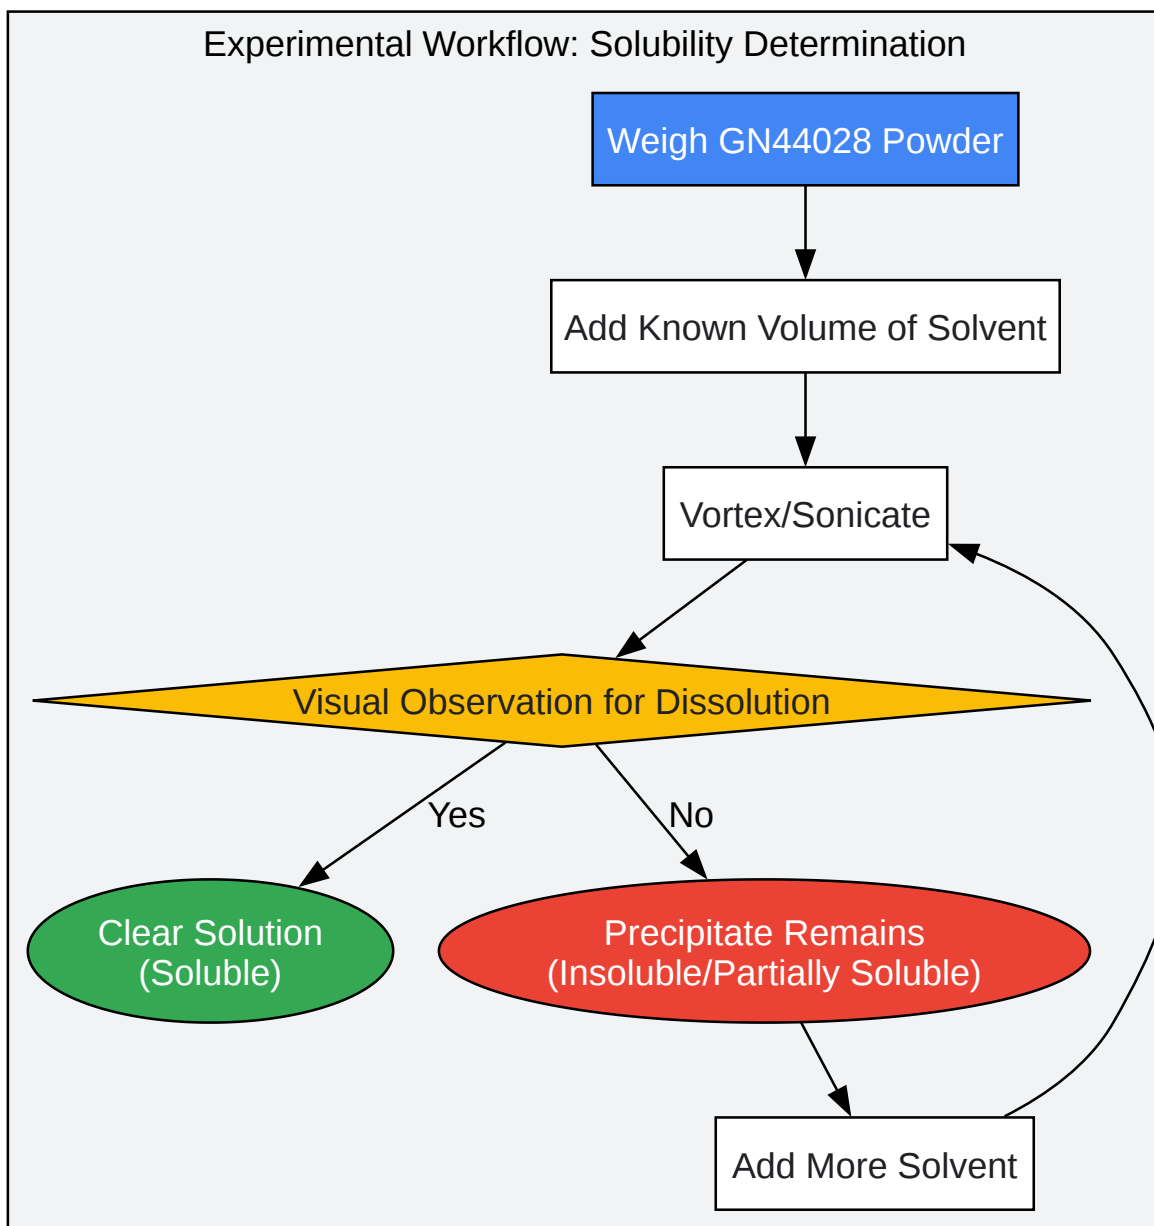 Experimental Workflow: Solubility Determination
Weigh GN44028 Powder
Add Known Volume of Solvent
Vortex/Sonicate
Visual Observation for Dissolution
Yes
No
Clear Solution
(Soluble)
Precipitate Remains
(Insoluble/Partially Soluble)
Add More Solvent